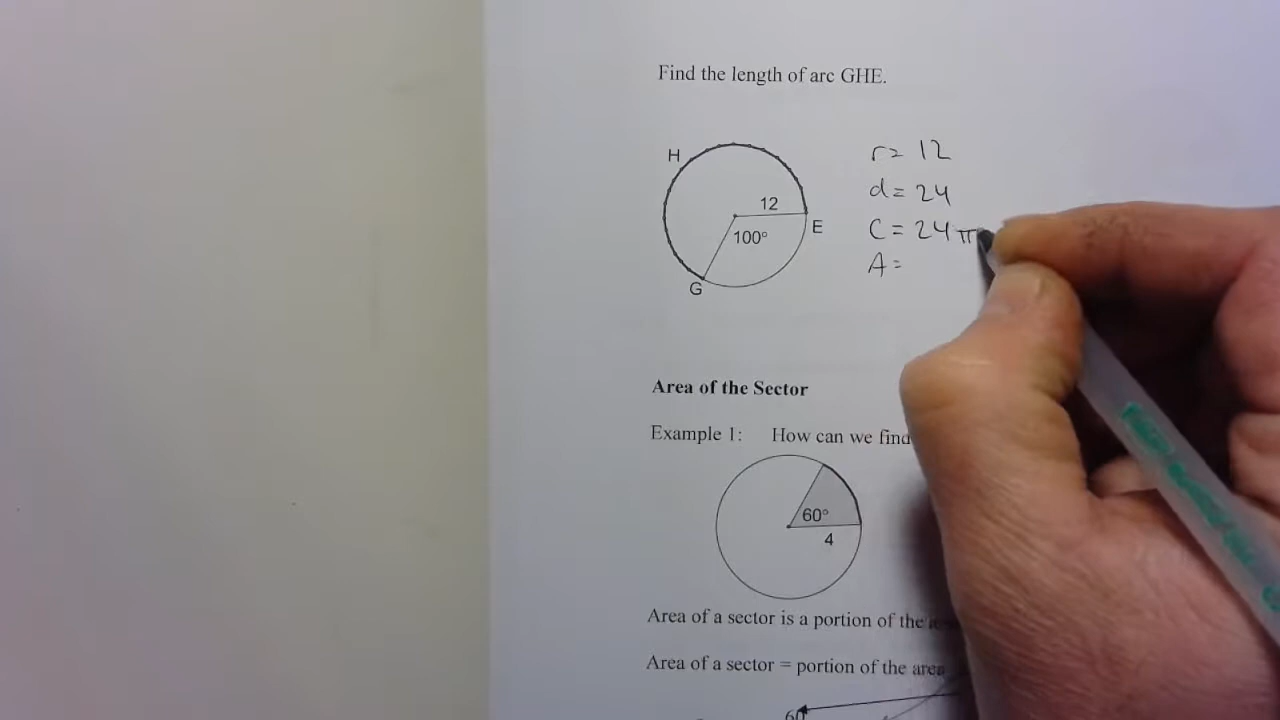 Find the length of arc GHE.
H
r= 12
12
d= 24
E
100°
C = 24π
A =
G
Area of the Sector
Example 1: How can we find
60°
4
Area of a sector is a portion of the
Area of a sector = portion of the area
60